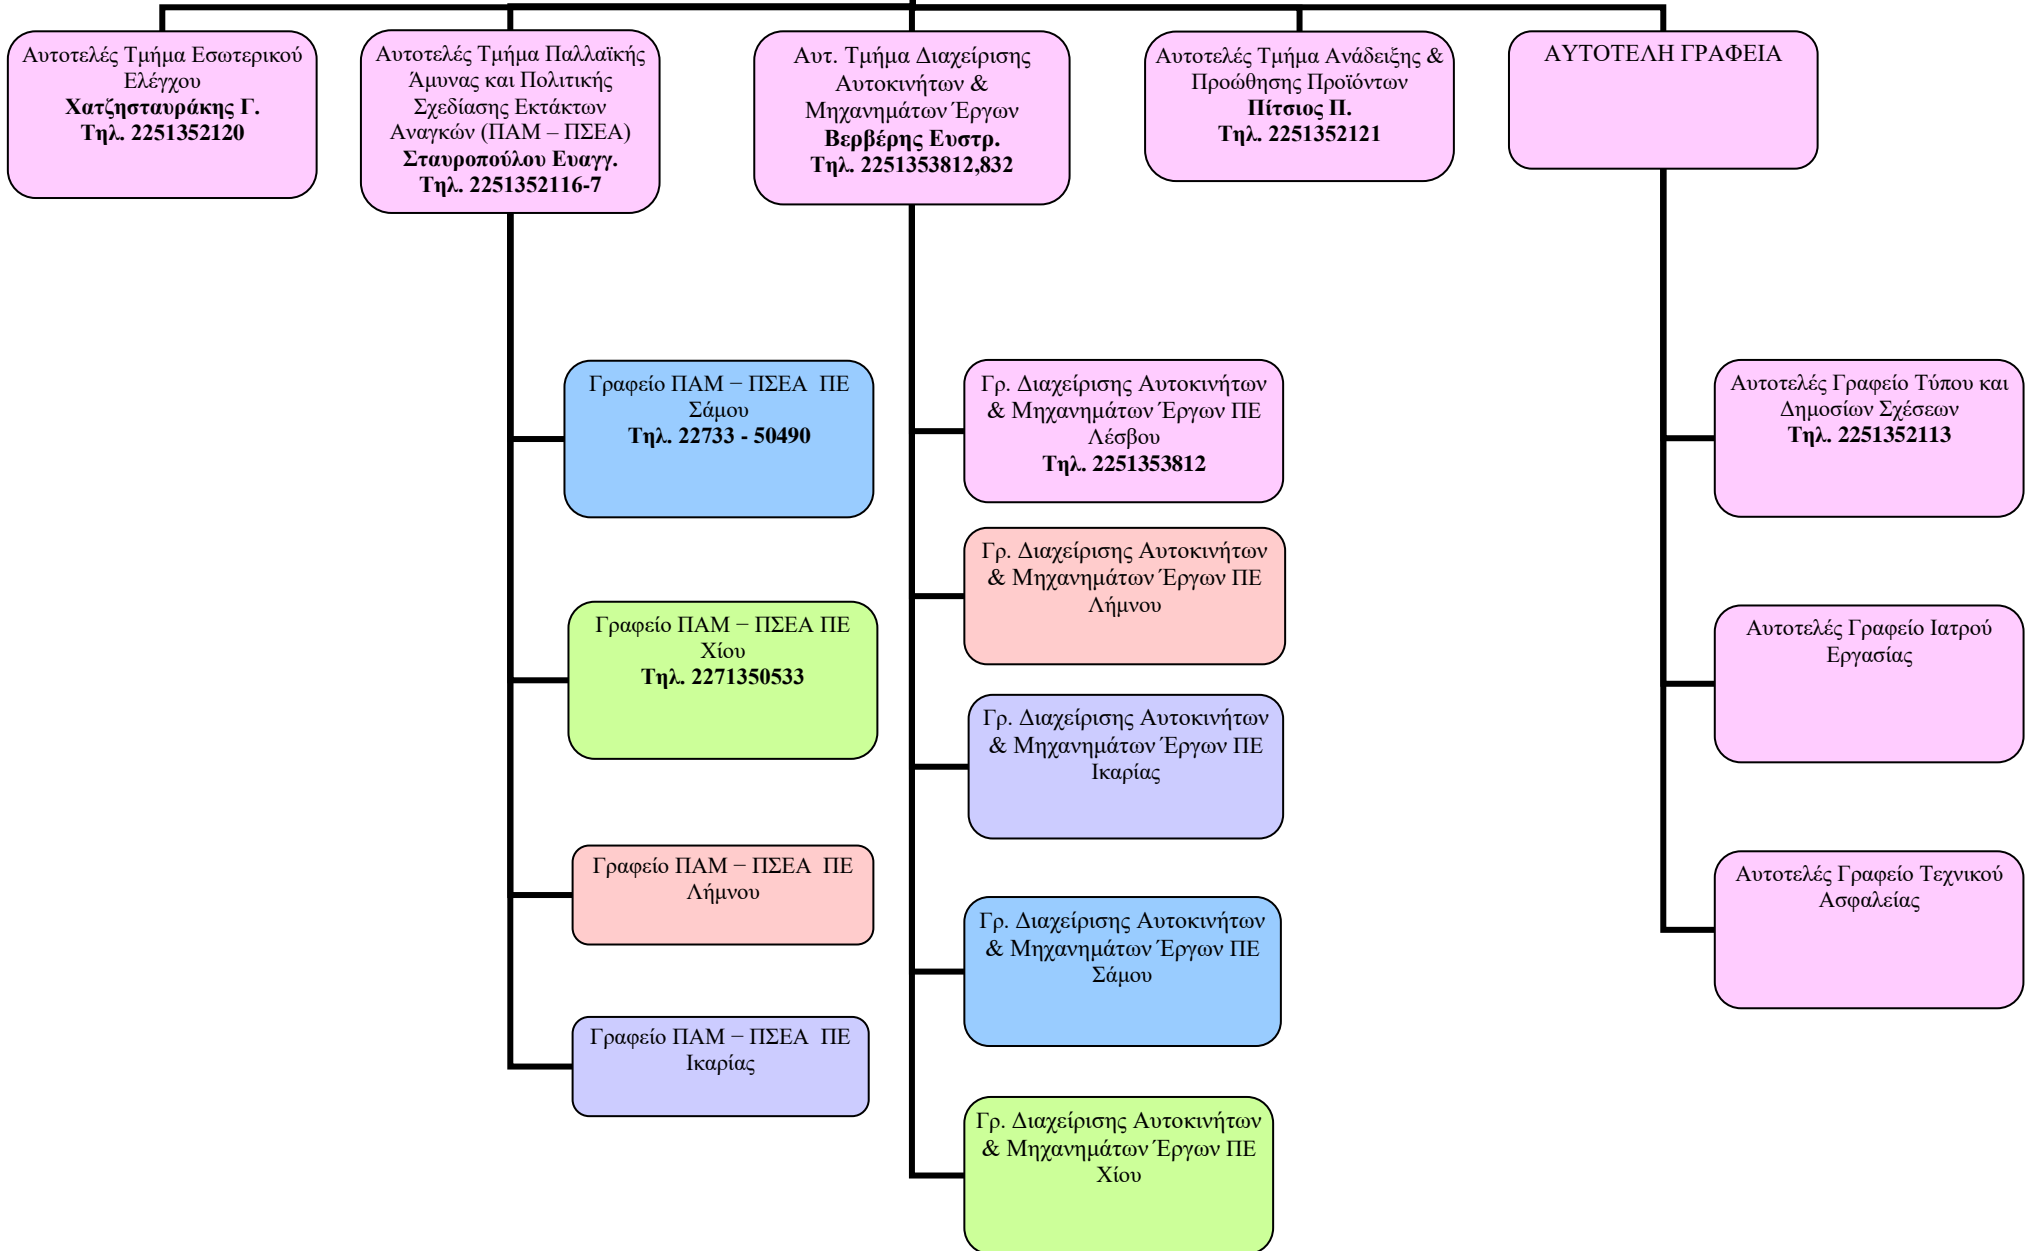 Αυτοτελές Τμήμα Εσωτερικού
Ελέγχου
Χατζησταυράκης Γ.
Τηλ. 2251352120
Αυτοτελές Τμήμα Παλλαϊκής
Άμυνας και Πολιτικής
Σχεδίασης Εκτάκτων
Αναγκών (ΠΑΜ – ΠΣΕΑ)
Σταυροπούλου Ευαγγ.
Τηλ. 2251352116-7
Αυτ. Τμήμα Διαχείρισης
Αυτοκινήτων &
Μηχανημάτων Έργων
Βερβέρης Ευστρ.
Τηλ. 2251353812,832
Αυτοτελές Τμήμα Ανάδειξης &
Προώθησης Προϊόντων
Πίτσιος Π.
Τηλ. 2251352121
ΑΥΤΟΤΕΛΗ ΓΡΑΦΕΙΑ
Γραφείο ΠΑΜ – ΠΣΕΑ ΠΕ
Σάμου
Τηλ. 22733 - 50490
Γραφείο ΠΑΜ – ΠΣΕΑ ΠΕ
Χίου
Τηλ. 2271350533
Γραφείο ΠΑΜ – ΠΣΕΑ ΠΕ
Λήμνου
Γραφείο ΠΑΜ – ΠΣΕΑ ΠΕ
Ικαρίας
Γρ. Διαχείρισης Αυτοκινήτων
& Μηχανημάτων Έργων ΠΕ
Λέσβου
Τηλ. 2251353812
Γρ. Διαχείρισης Αυτοκινήτων
& Μηχανημάτων Έργων ΠΕ
Λήμνου
Γρ. Διαχείρισης Αυτοκινήτων
& Μηχανημάτων Έργων ΠΕ
Ικαρίας
Γρ. Διαχείρισης Αυτοκινήτων
& Μηχανημάτων Έργων ΠΕ
Σάμου
Γρ. Διαχείρισης Αυτοκινήτων
& Μηχανημάτων Έργων ΠΕ
Χίου
Αυτοτελές Γραφείο Τύπου και
Δημοσίων Σχέσεων
Τηλ. 2251352113
Αυτοτελές Γραφείο Ιατρού
Εργασίας
Αυτοτελές Γραφείο Τεχνικού
Ασφαλείας